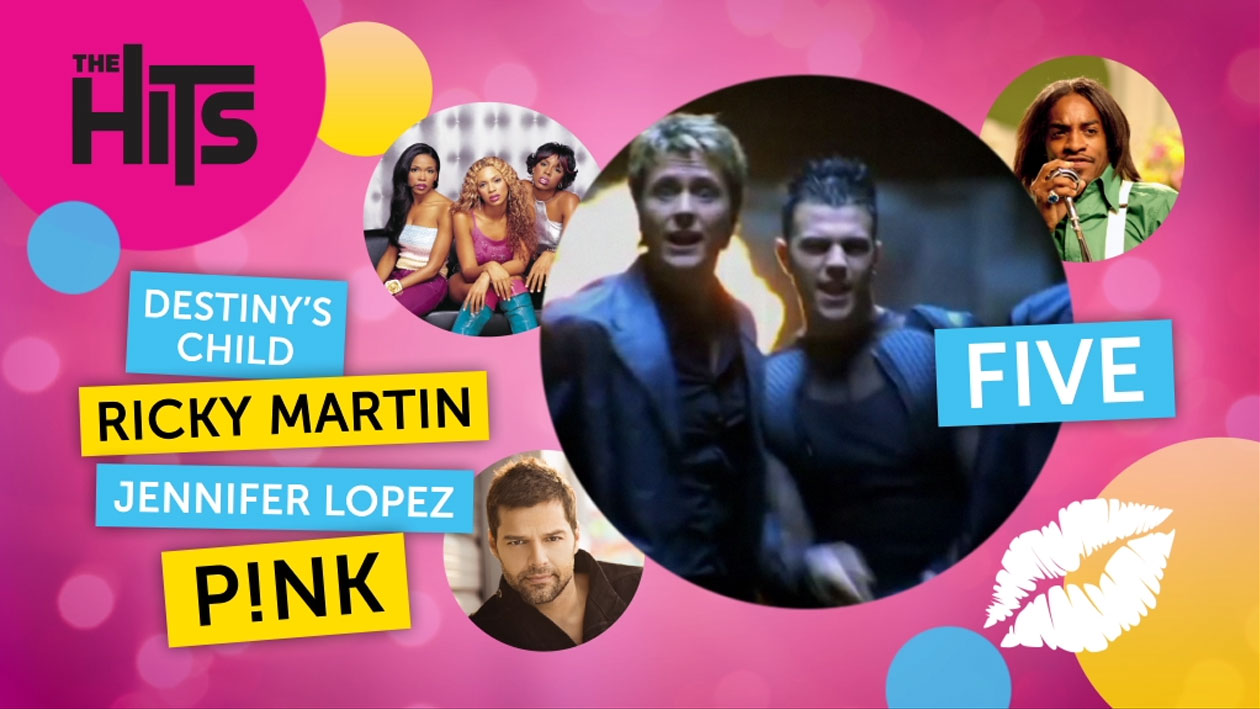 THE
HITS
DESTINY'S
CHILD
RICKY MARTIN
JENNIFER LOPEZ
P!NK
FIVE